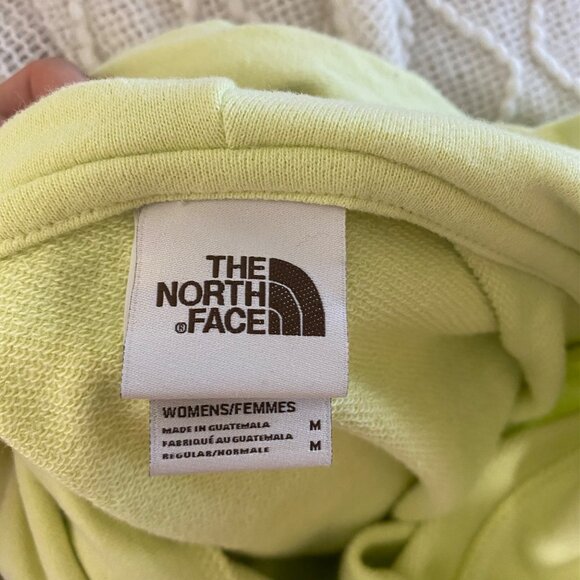 THE
NORTH
®FACE
WOMENS/FEMMES
MADE IN GUATEMALA M
FABRIQUÉ AU GUATEMALA
REGULAR/NORMALE M